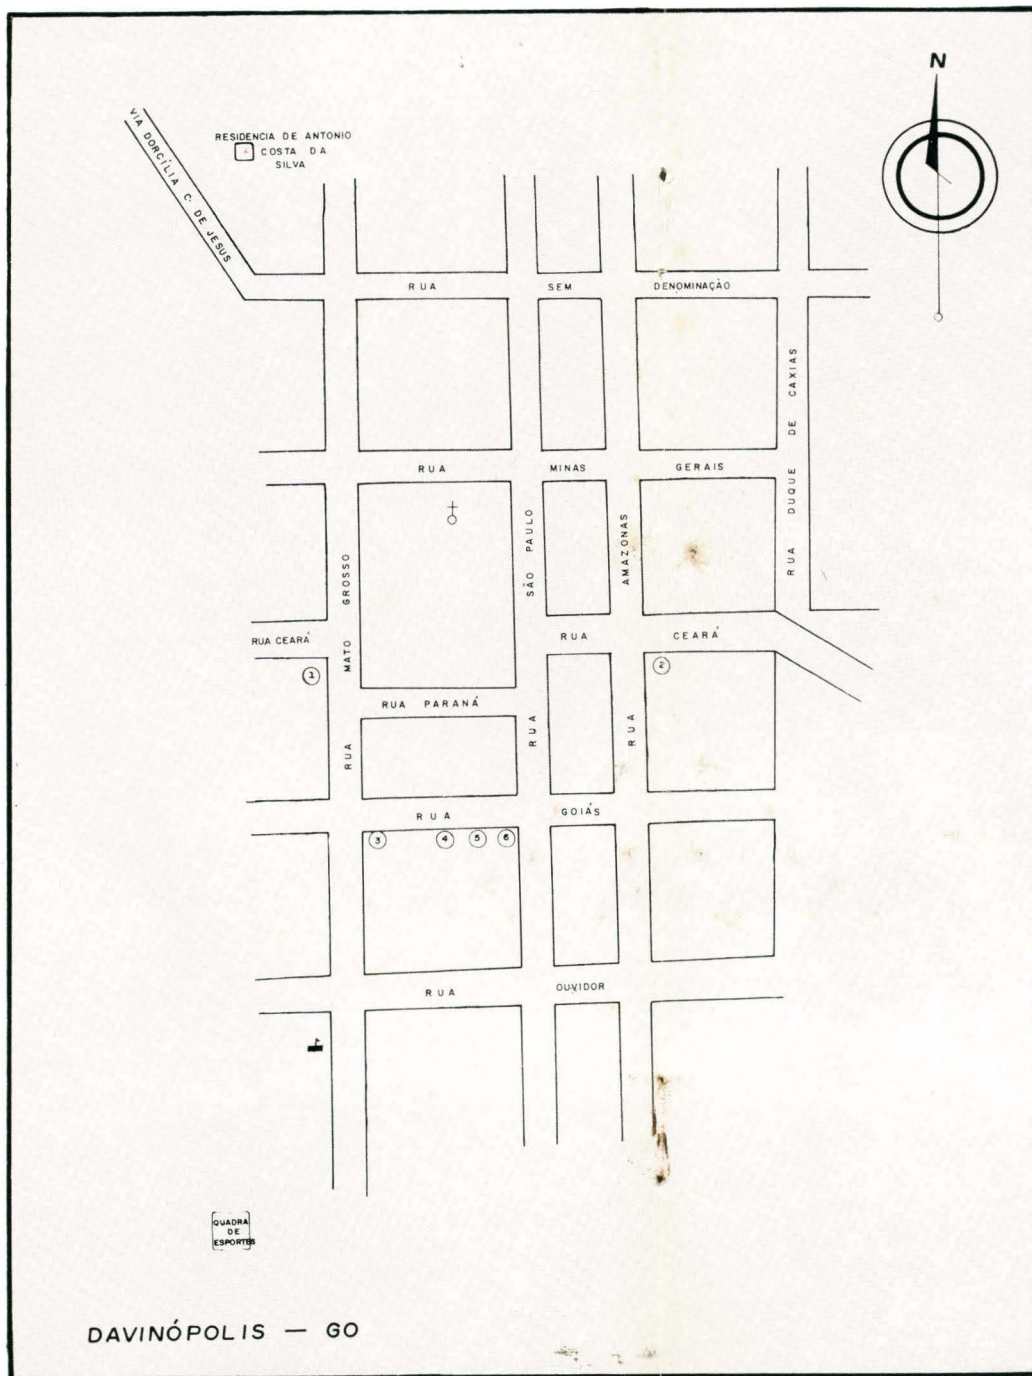 N
VIA DORCÍLIA C. DE JESUS
RESIDENCIA DE ANTONIO
COSTA DA
SILVA
RUA SEM DENOMINAÇÃO
RUA DUQUE DE CAXIAS
RUA MINAS GERAIS
RUA MATO GROSSO
RUA SÃO PAULO
RUA AMAZONAS
RUA CEARÁ
RUA CEARÁ
1
2
RUA PARANÁ
RUA GOIÁS
3 4 5 6
RUA OUVIDOR
QUADRA
DE
ESPORTES
DAVINÓPOLIS — GO